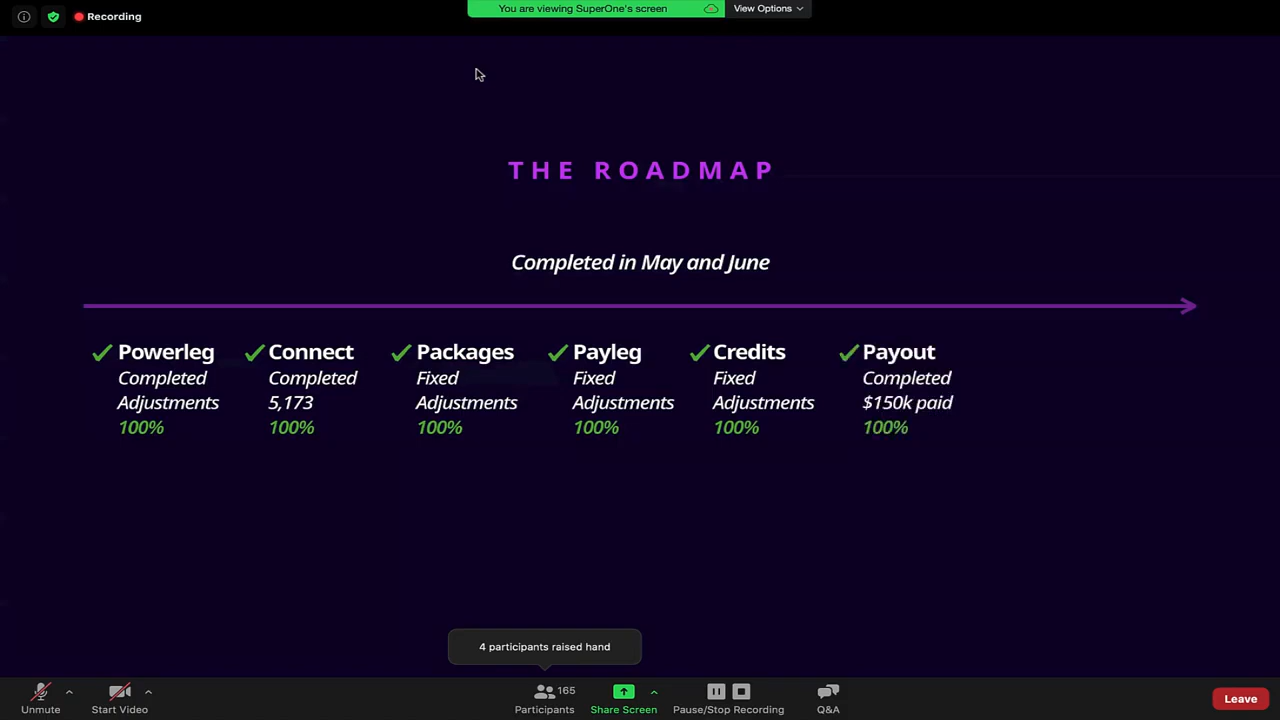 Recording
You are viewing SuperOne's screen
View Options
THE ROADMAP
Completed in May and June
Powerleg
Completed
Adjustments
100%
Connect
Completed
5,173
100%
Packages
Fixed
Adjustments
100%
Payleg
Fixed
Adjustments
100%
Credits
Fixed
Adjustments
100%
Payout
Completed
$150k paid
100%
4 participants raised hand
165
Unmute
Start Video
Participants
Share Screen
Pause/Stop Recording
Q&A
Leave